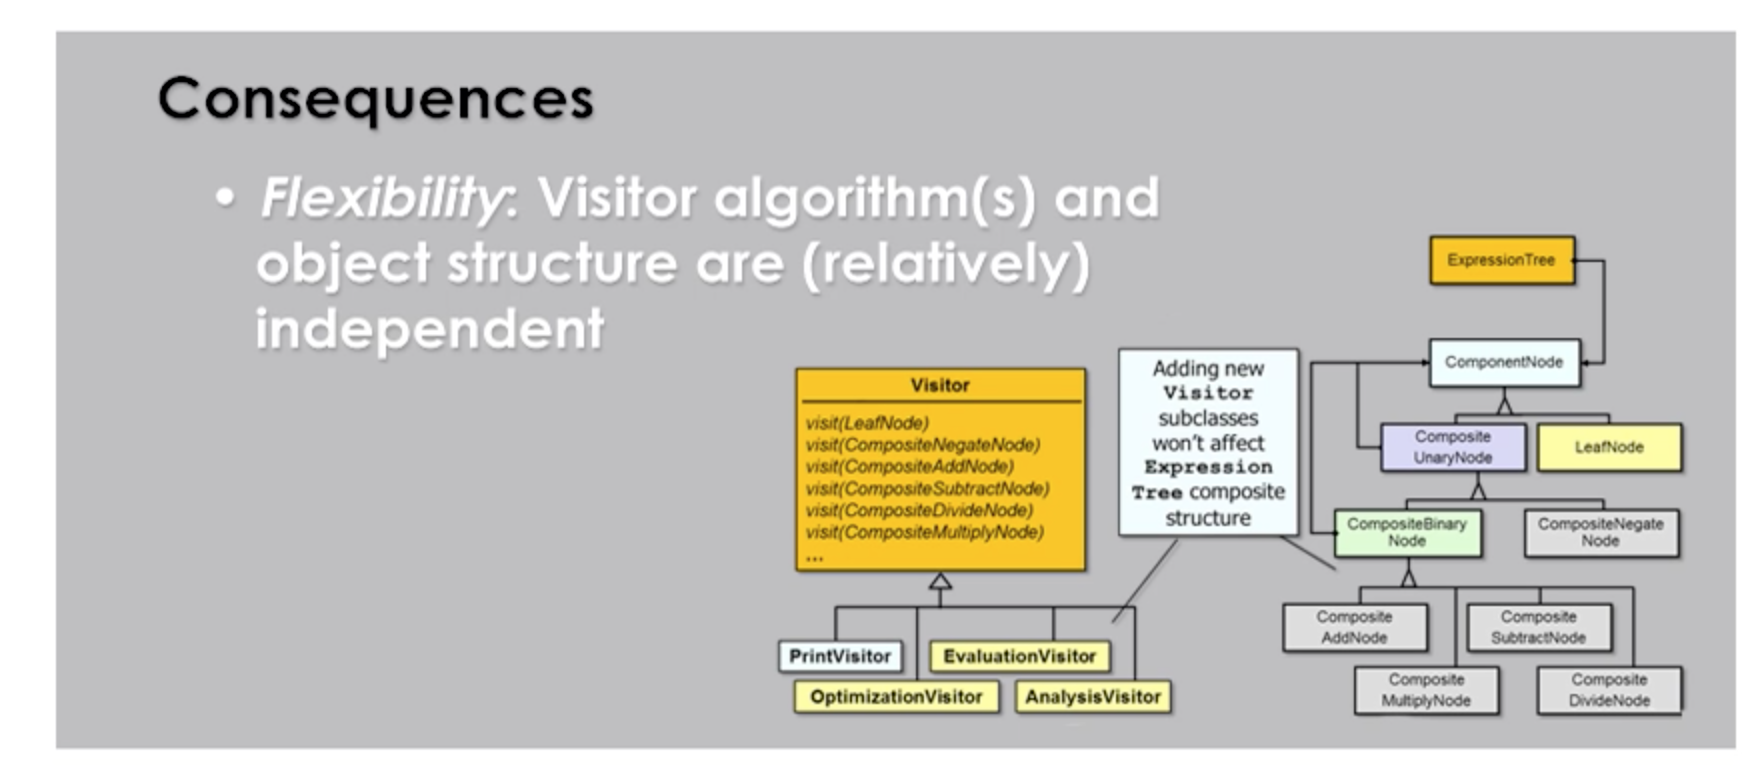 Consequences
• Flexibility: Visitor algorithm(s) and
object structure are (relatively)
independent
Visitor
visit(LeafNode)
visit(CompositeNegateNode)
visit(CompositeAddNode)
visit(CompositeSubtractNode)
visit(CompositeDivideNode)
visit(CompositeMultiplyNode)
...
PrintVisitor
EvaluationVisitor
OptimizationVisitor
AnalysisVisitor
Adding new
Visitor
subclasses
won't affect
Expression
Tree composite
structure
ExpressionTree
ComponentNode
Composite
UnaryNode
LeafNode
CompositeBinary
Node
CompositeNegate
Node
Composite
AddNode
Composite
SubtractNode
Composite
MultiplyNode
Composite
DivideNode